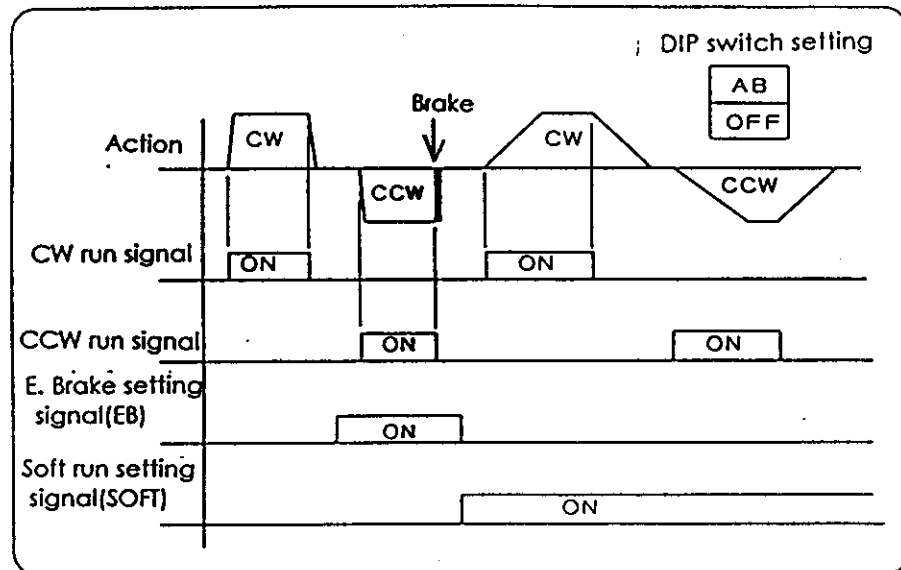 ; DIP switch setting
AB
OFF
Brake
Action
CW
CCW
CW
CCW
CW run signal
ON
ON
CCW run signal
ON
ON
E. Brake setting
signal(EB)
ON
Soft run setting
signal(SOFT)
ON